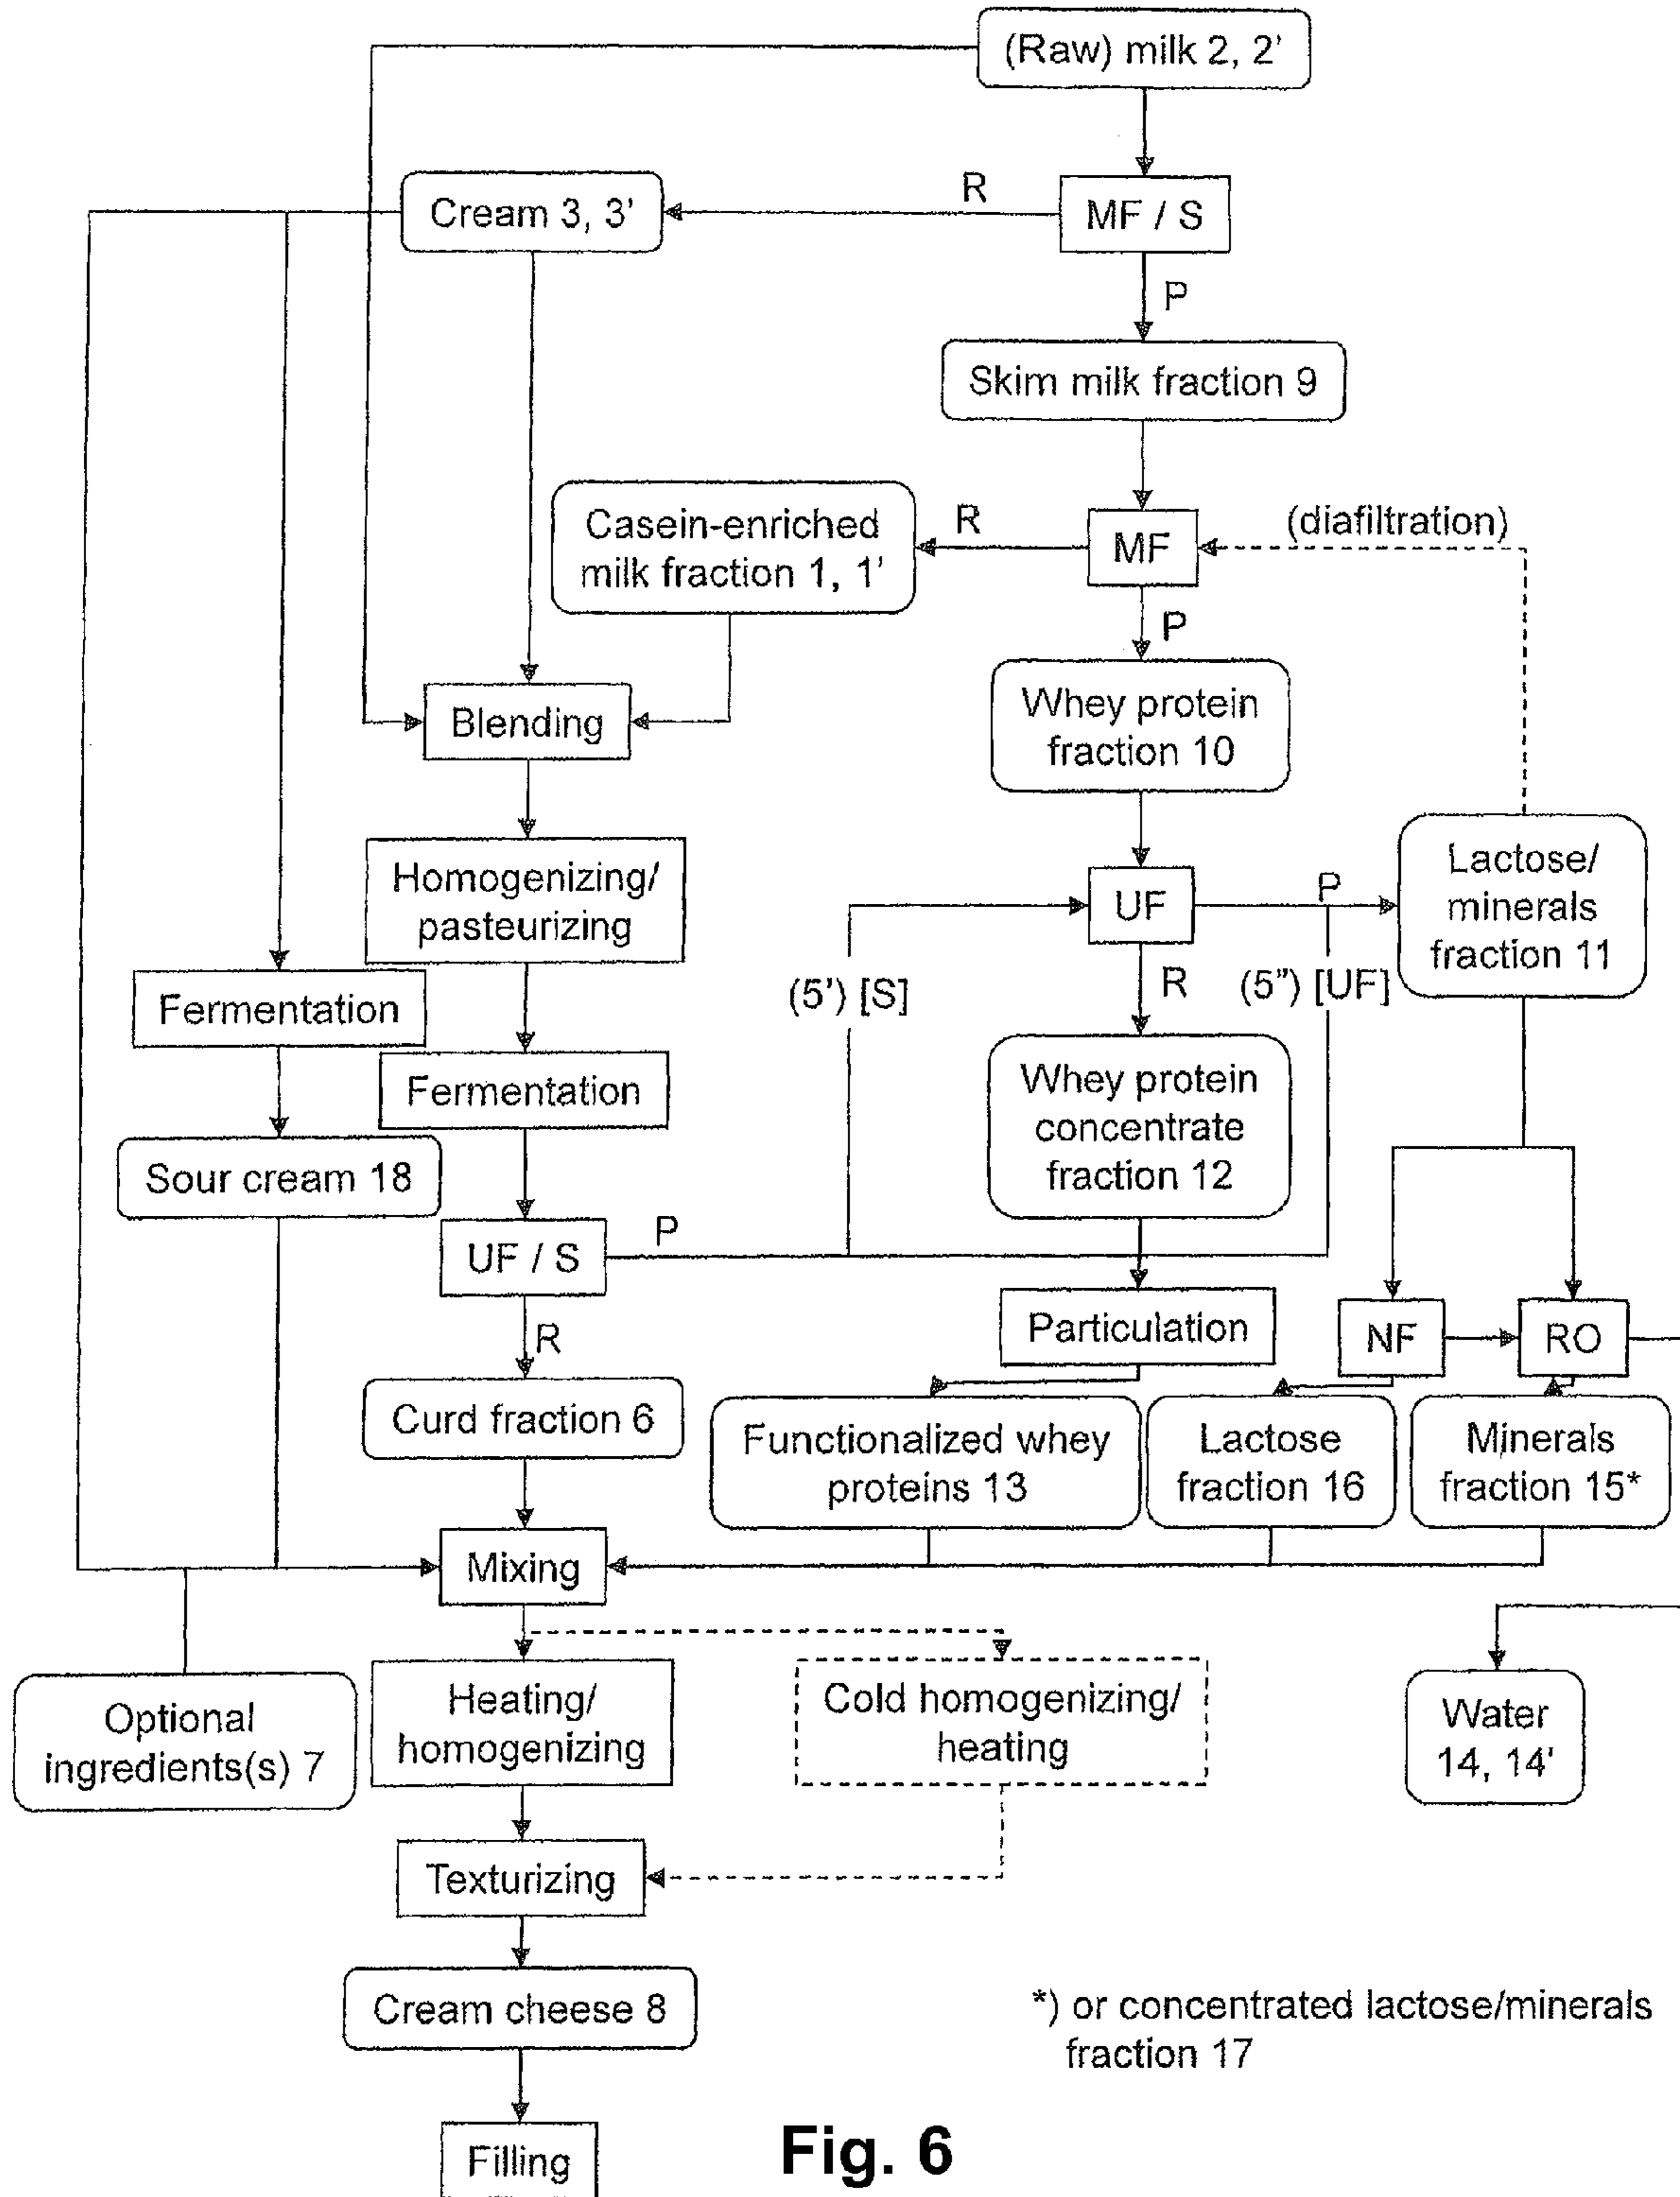 (Raw) milk 2, 2'
Cream 3, 3'
R
MF / S
P
Skim milk fraction 9
Casein-enriched
milk fraction 1, 1'
R
MF
(diafiltration)
P
Blending
Whey protein
fraction 10
Homogenizing/
pasteurizing
UF
P
Lactose/
minerals
fraction 11
Fermentation
(5') [S]
R
(5") [UF]
Fermentation
Whey protein
concentrate
fraction 12
Sour cream 18
UF / S
P
Particulation
NF
RO
R
Curd fraction 6
Functionalized whey
proteins 13
Lactose
fraction 16
Minerals
fraction 15*
Mixing
Optional
ingredients(s) 7
Heating/
homogenizing
Cold homogenizing/
heating
Water
14, 14'
Texturizing
Cream cheese 8
*) or concentrated lactose/minerals
fraction 17
Filling
Fig. 6